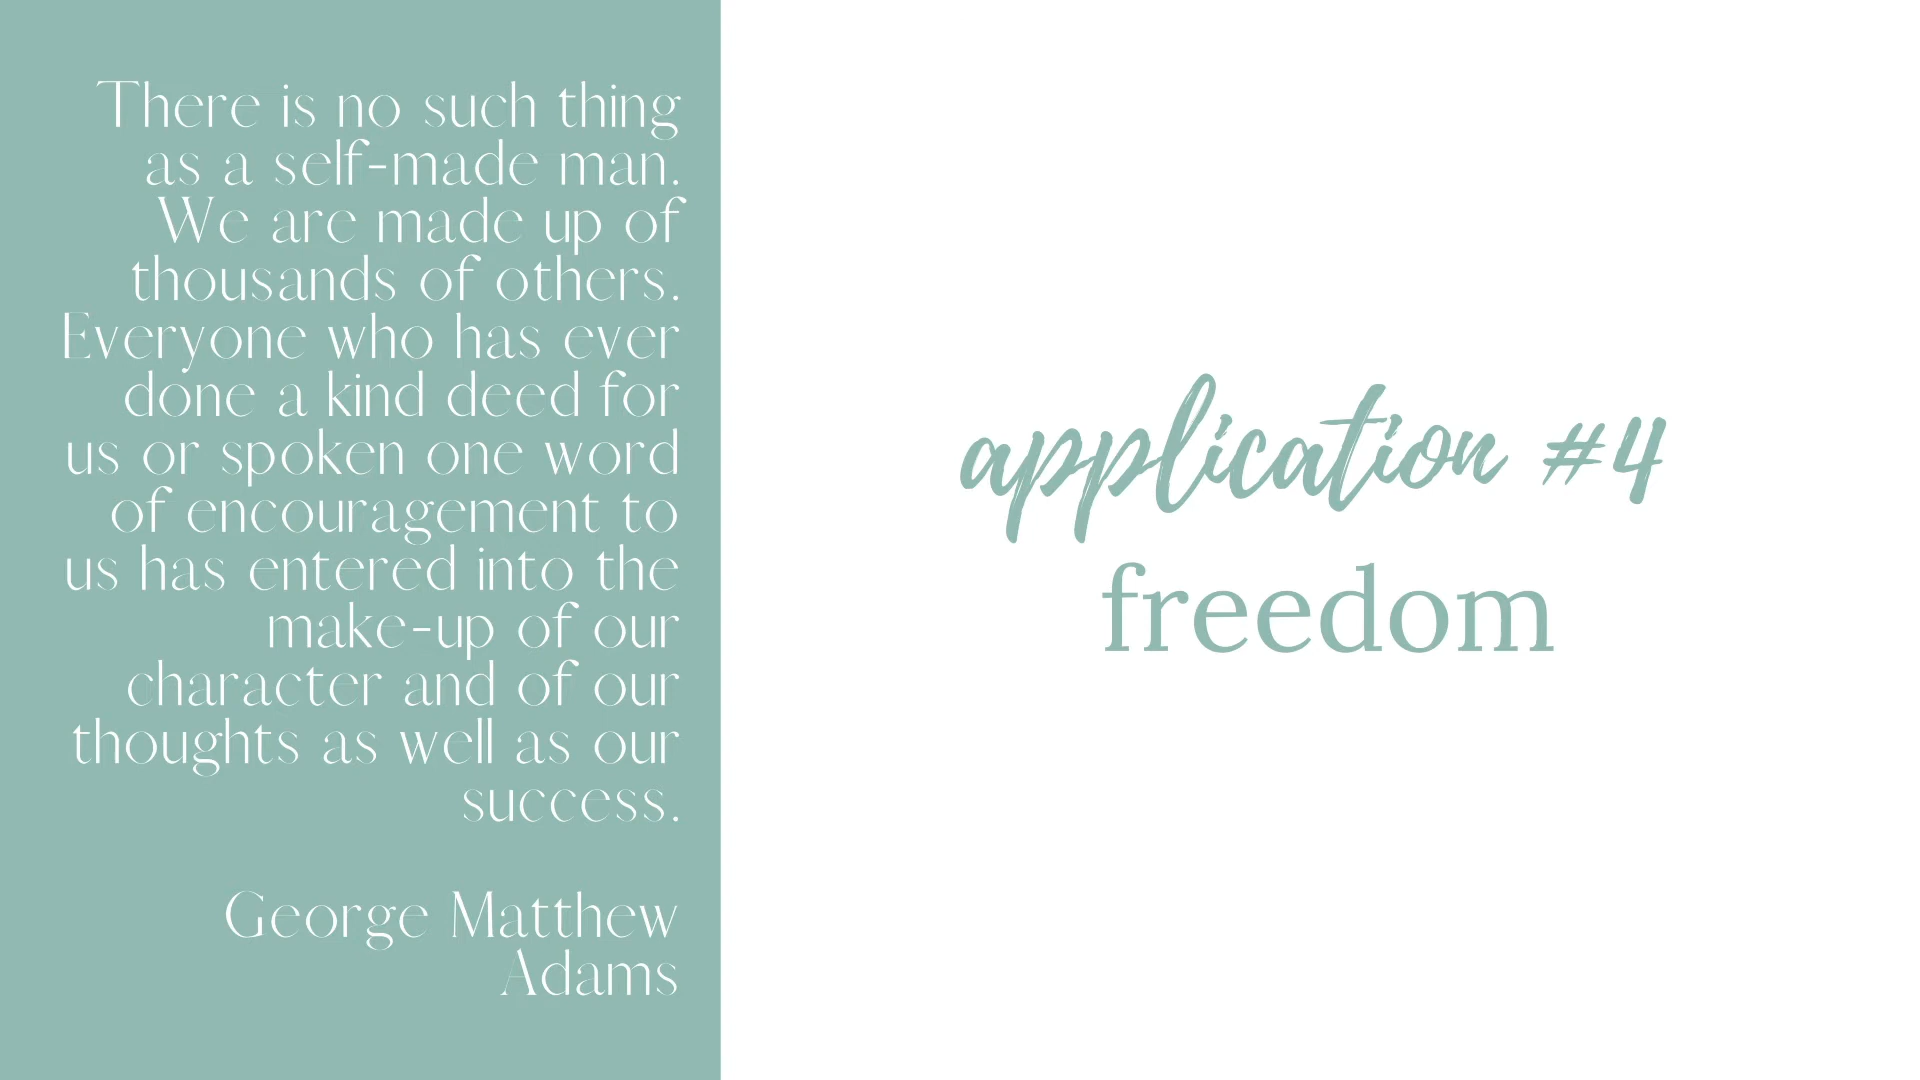 There is no such thing
as a self-made man.
We are made up of
thousands of others.
Everyone who has ever
done a kind deed for
us or spoken one word
of encouragement to
us has entered into the
make-up of our
character and of our
thoughts as well as our
success.
George Matthew
Adams
application #4
freedom